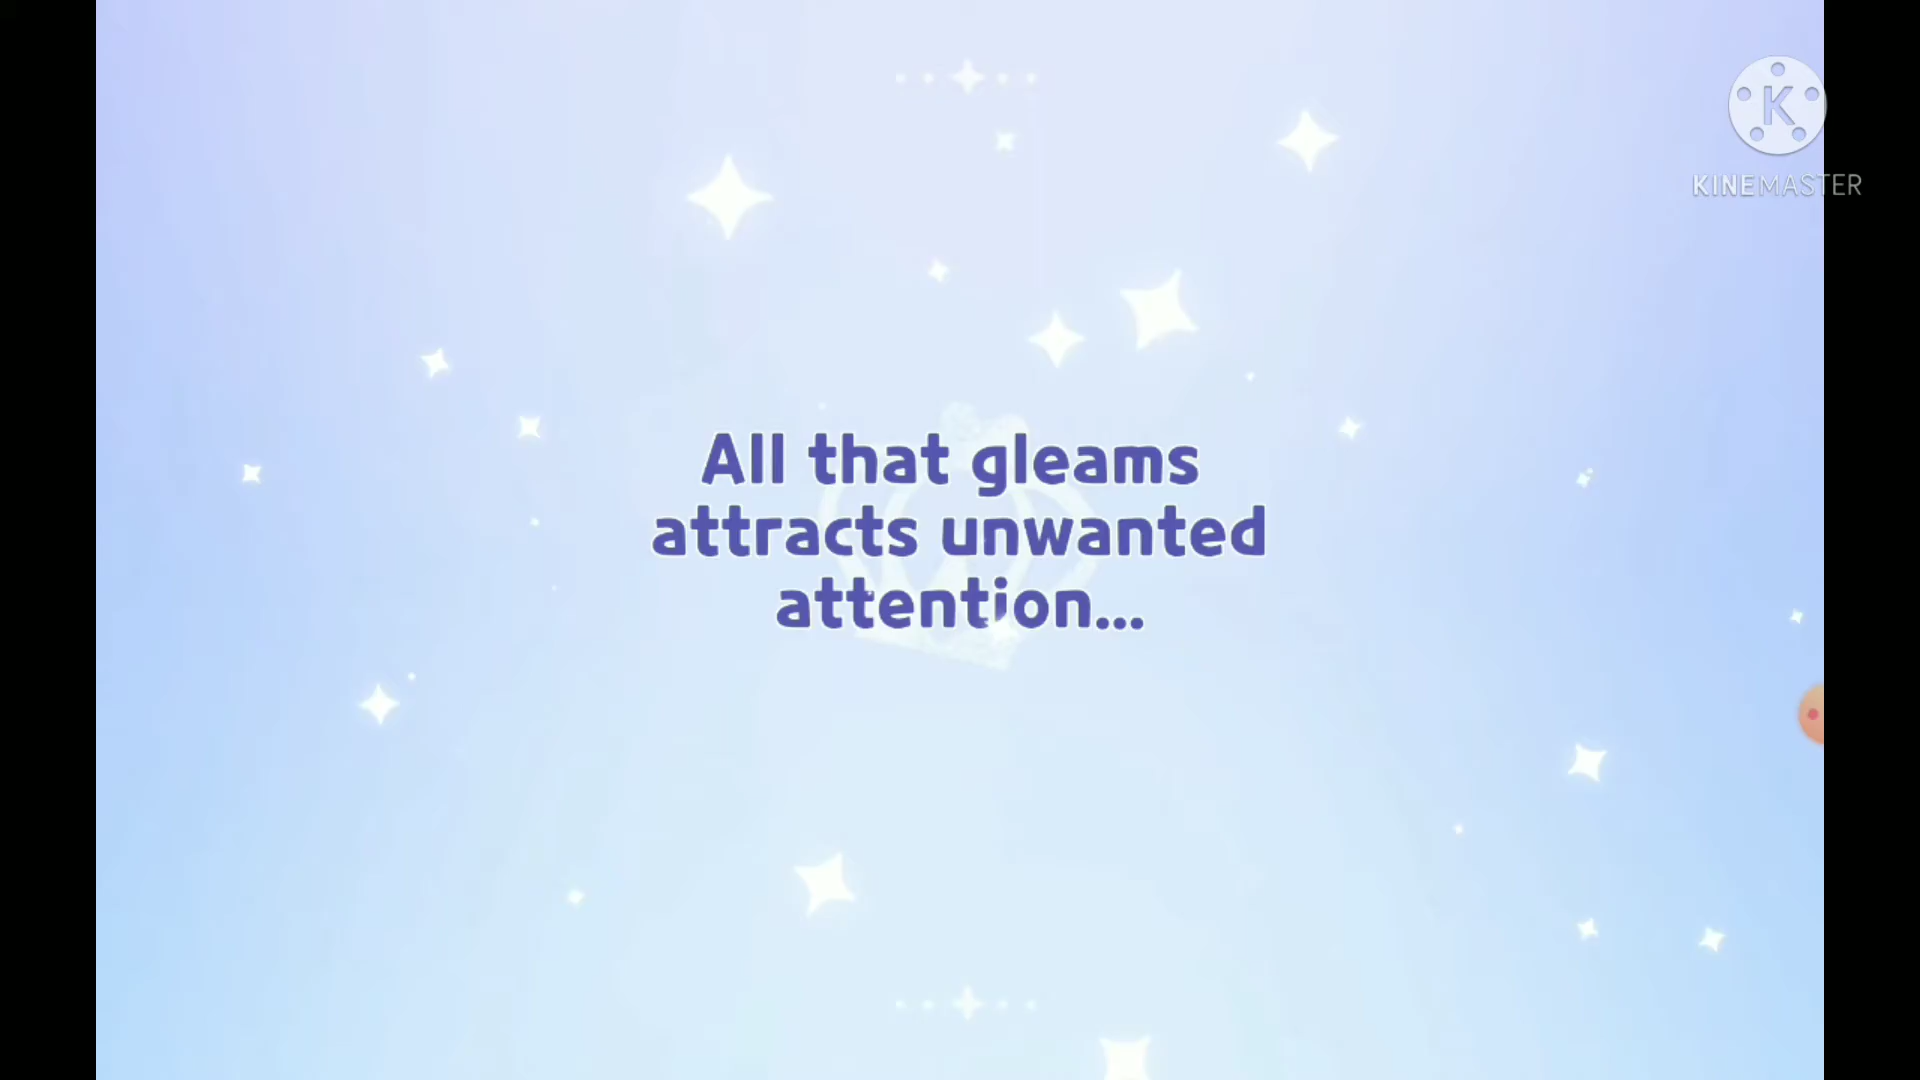 K
KINEMASTER
All that gleams
attracts unwanted
attention...